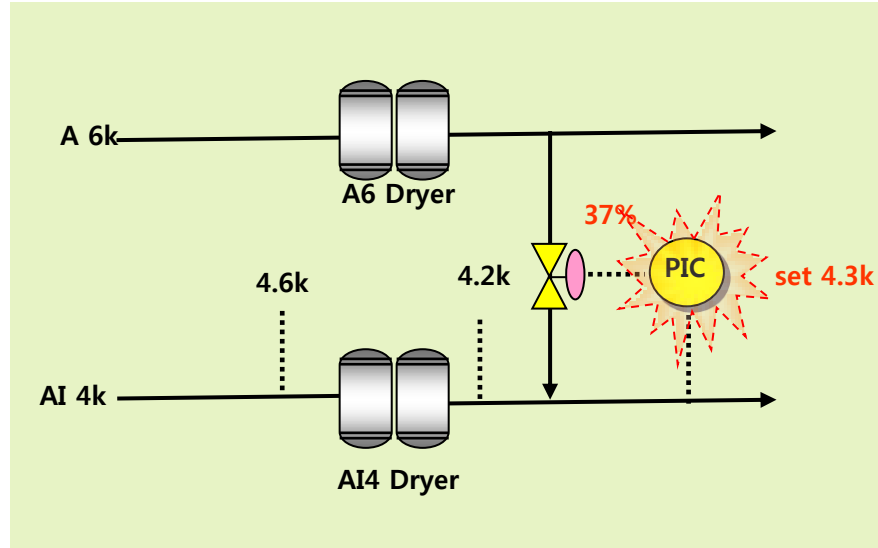 A 6k
A6 Dryer
37%
PIC
set 4.3k
4.6k
4.2k
AI 4k
AI4 Dryer